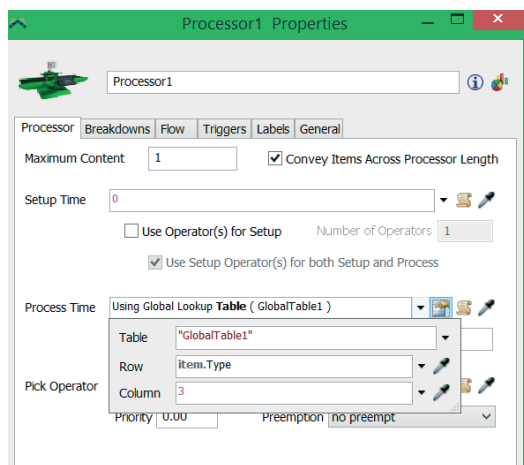 Processor1 Properties
Processor1
Processor Breakdowns Flow Triggers Labels General
Maximum Content 1 Convey Items Across Processor Length
Setup Time 0
Use Operator(s) for Setup Number of Operators 1
Use Setup Operator(s) for both Setup and Process
Process Time Using Global Lookup Table ( GlobalTable1 )
Table "GlobalTable1"
Row item.Type
Pick Operator
Column 3
Priority 0.00 Preemption no preempt